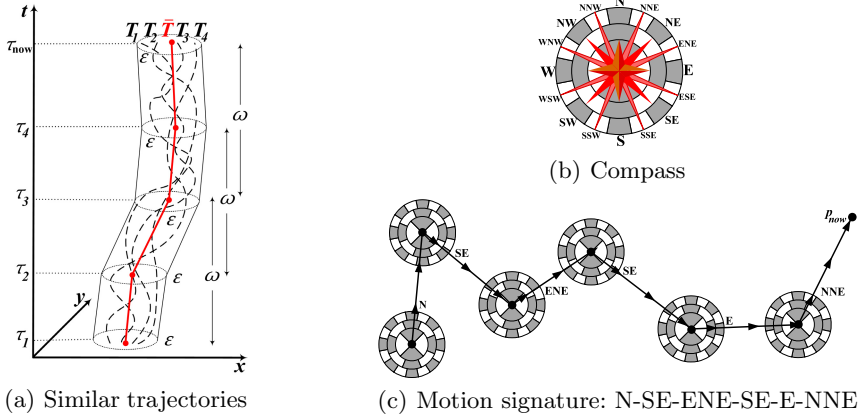 t
T₁ T₂ T̄ T₃ T₄
τnow
ε
ω
τ₄
ε
ω
τ₃
ε
ω
τ₂
ε
y
τ₁
ε
x
(a) Similar trajectories
N
NNW
NNE
NW
NE
WNW
ENE
W
E
WSW
ESE
SW
SE
SSW
SSE
S
(b) Compass
pnow
SE
SE
ENE
NNE
N
E
(c) Motion signature: N-SE-ENE-SE-E-NNE